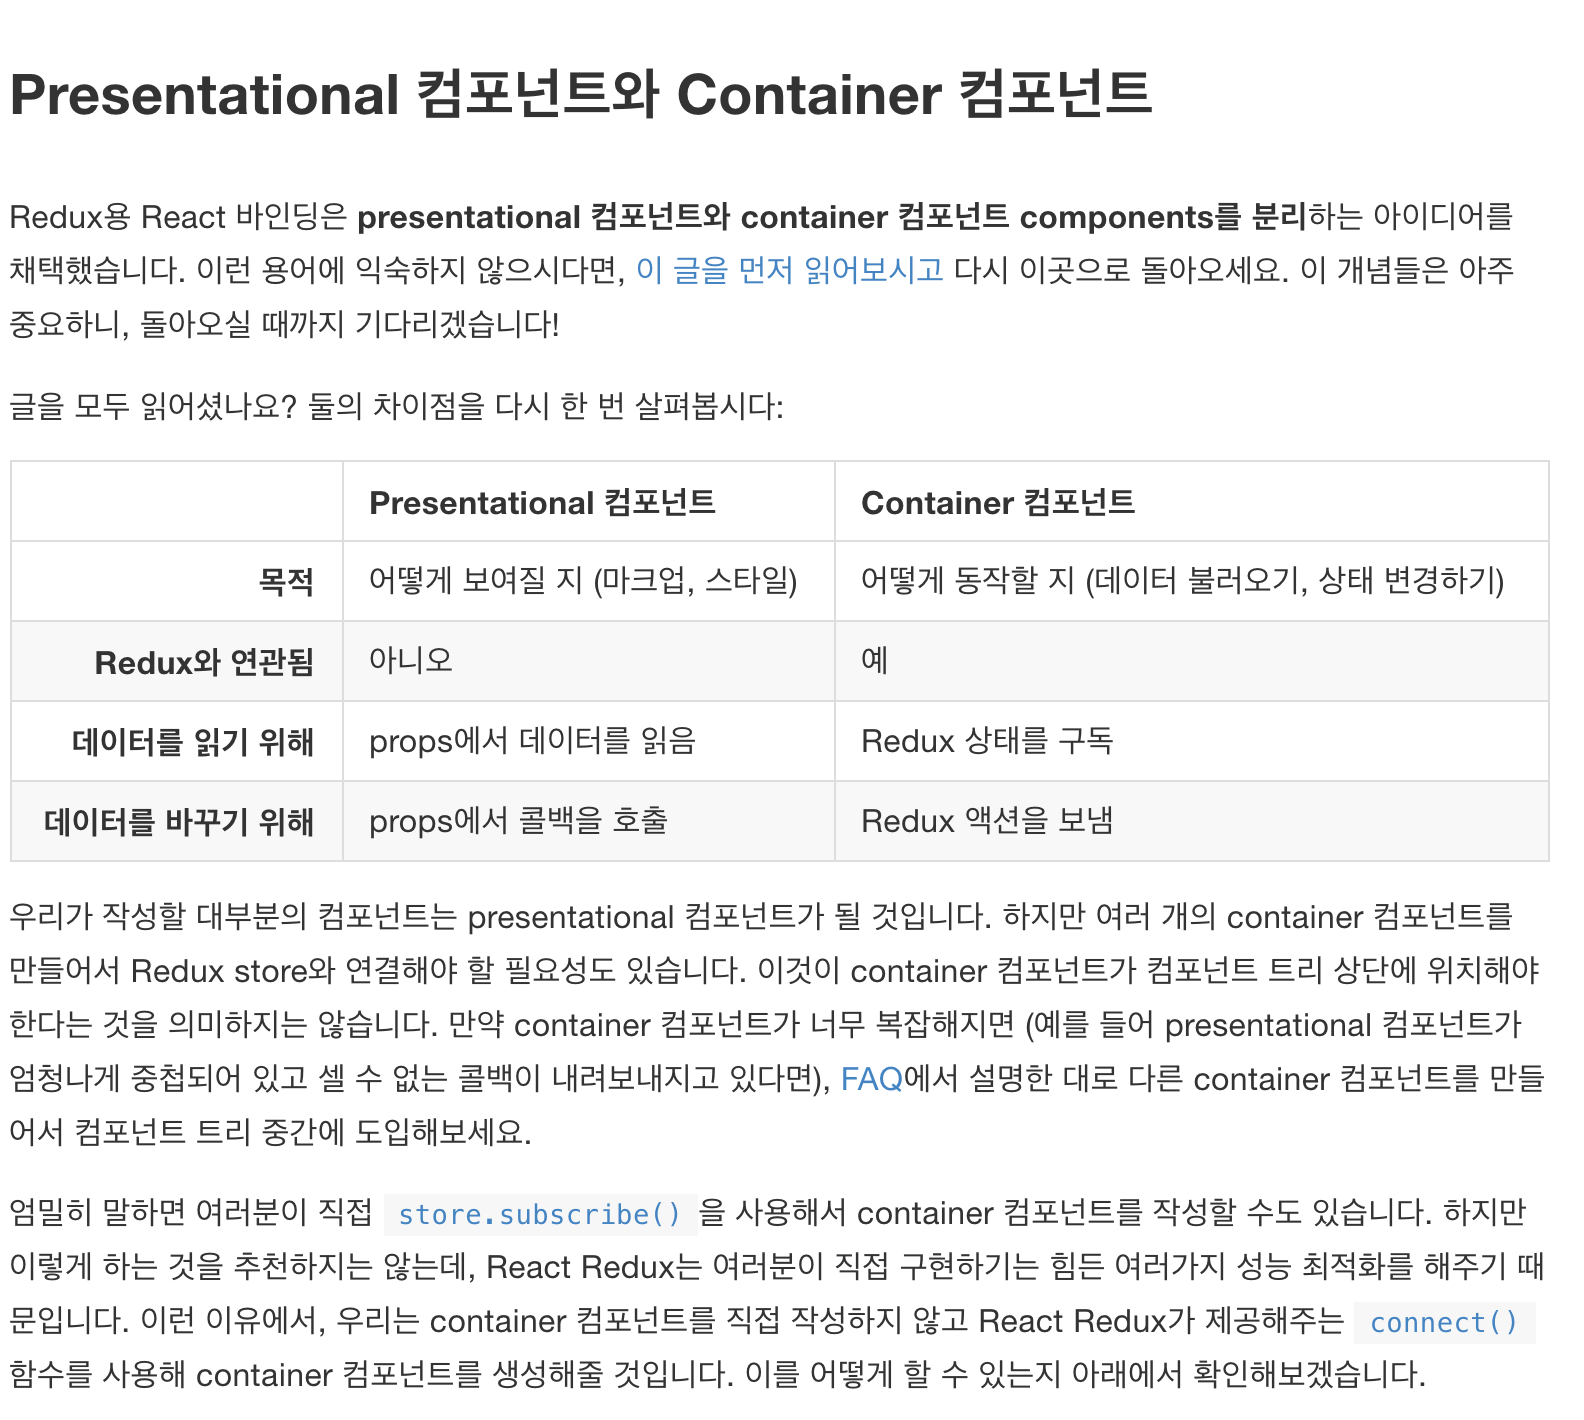 Presentational 컴포넌트와 Container 컴포넌트
Redux용 React 바인딩은 presentational 컴포넌트와 container 컴포넌트 components를 분리하는 아이디어를
채택했습니다. 이런 용어에 익숙하지 않으시다면, 이 글을 먼저 읽어보시고 다시 이곳으로 돌아오세요. 이 개념들은 아주
중요하니, 돌아오실 때까지 기다리겠습니다!
글을 모두 읽어셨나요? 둘의 차이점을 다시 한 번 살펴봅시다:
Presentational 컴포넌트 Container 컴포넌트
목적 어떻게 보여질 지 (마크업, 스타일) 어떻게 동작할 지 (데이터 불러오기, 상태 변경하기)
Redux와 연관됨 아니오 예
데이터를 읽기 위해 props에서 데이터를 읽음 Redux 상태를 구독
데이터를 바꾸기 위해 props에서 콜백을 호출 Redux 액션을 보냄
우리가 작성할 대부분의 컴포넌트는 presentational 컴포넌트가 될 것입니다. 하지만 여러 개의 container 컴포넌트를
만들어서 Redux store와 연결해야 할 필요성도 있습니다. 이것이 container 컴포넌트가 컴포넌트 트리 상단에 위치해야
한다는 것을 의미하지는 않습니다. 만약 container 컴포넌트가 너무 복잡해지면 (예를 들어 presentational 컴포넌트가
엄청나게 중첩되어 있고 셀 수 없는 콜백이 내려보내지고 있다면), FAQ에서 설명한 대로 다른 container 컴포넌트를 만들
어서 컴포넌트 트리 중간에 도입해보세요.
엄밀히 말하면 여러분이 직접 store.subscribe() 을 사용해서 container 컴포넌트를 작성할 수도 있습니다. 하지만
이렇게 하는 것을 추천하지는 않는데, React Redux는 여러분이 직접 구현하기는 힘든 여러가지 성능 최적화를 해주기 때
문입니다. 이런 이유에서, 우리는 container 컴포넌트를 직접 작성하지 않고 React Redux가 제공해주는 connect()
함수를 사용해 container 컴포넌트를 생성해줄 것입니다. 이를 어떻게 할 수 있는지 아래에서 확인해보겠습니다.